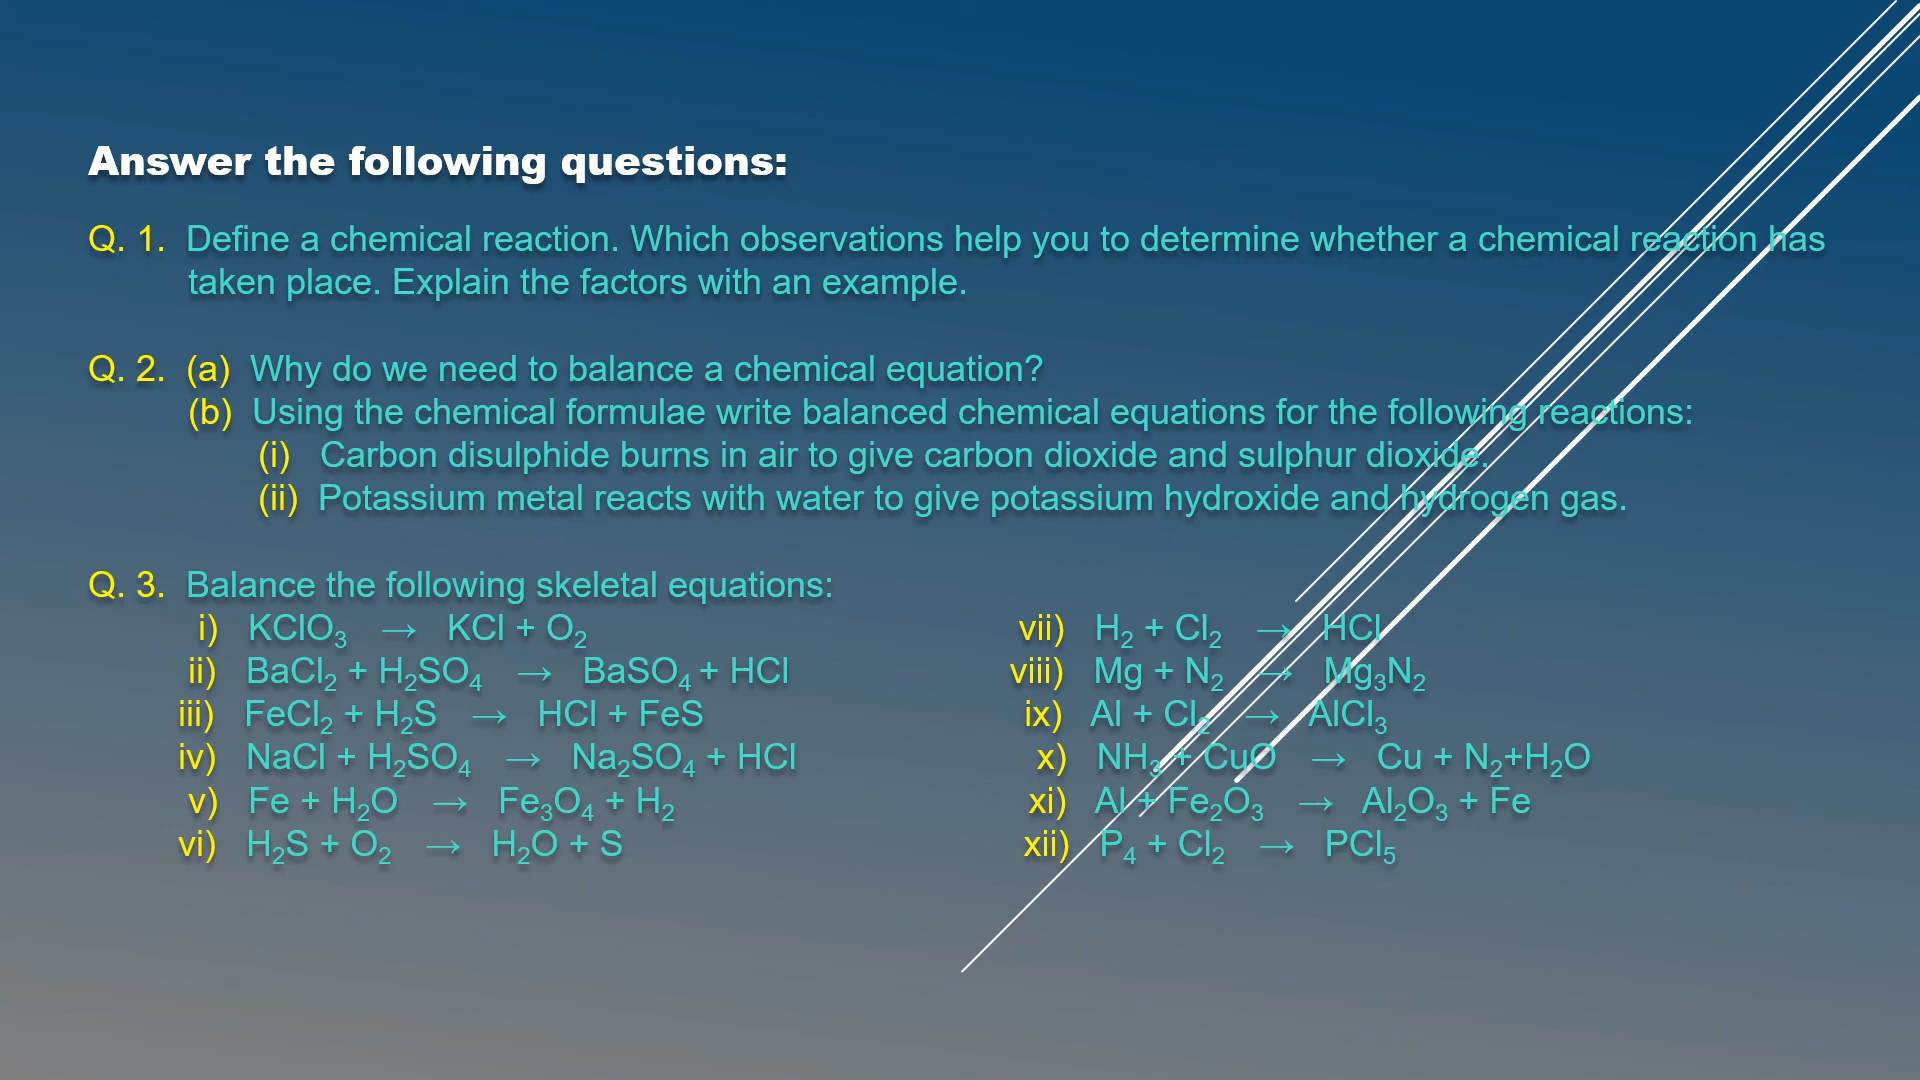 Answer the following questions:
Q. 1. Define a chemical reaction. Which observations help you to determine whether a chemical reaction has
taken place. Explain the factors with an example.
Q. 2. (a) Why do we need to balance a chemical equation?
(b) Using the chemical formulae write balanced chemical equations for the following reactions:
(i) Carbon disulphide burns in air to give carbon dioxide and sulphur dioxide.
(ii) Potassium metal reacts with water to give potassium hydroxide and hydrogen gas.
Q. 3. Balance the following skeletal equations:
i) KClO₃ → KCl + O₂
ii) BaCl₂ + H₂SO₄ → BaSO₄ + HCl
iii) FeCl₂ + H₂S → HCl + FeS
iv) NaCl + H₂SO₄ → Na₂SO₄ + HCl
v) Fe + H₂O → Fe₃O₄ + H₂
vi) H₂S + O₂ → H₂O + S
vii) H₂ + Cl₂ → HCl
viii) Mg + N₂ → Mg₃N₂
ix) Al + Cl₂ → AlCl₃
x) NH₃ + CuO → Cu + N₂+H₂O
xi) Al + Fe₂O₃ → Al₂O₃ + Fe
xii) P₄ + Cl₂ → PCl₅